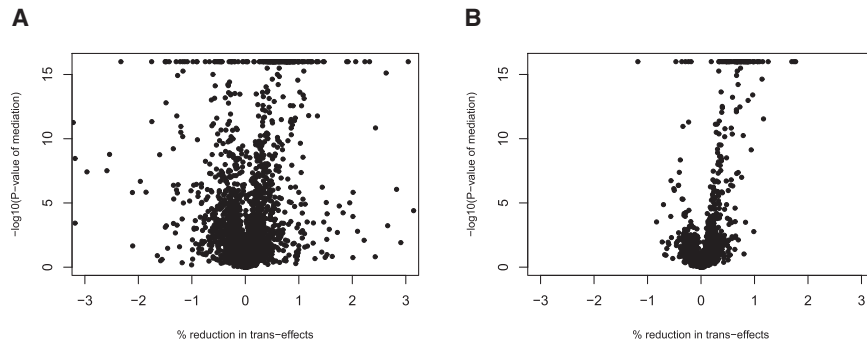 A
B
−log10(P−value of mediation)
15
10
5
0
−3 −2 −1 0 1 2 3
% reduction in trans−effects
−log10(P−value of mediation)
15
10
5
0
−3 −2 −1 0 1 2 3
% reduction in trans−effects